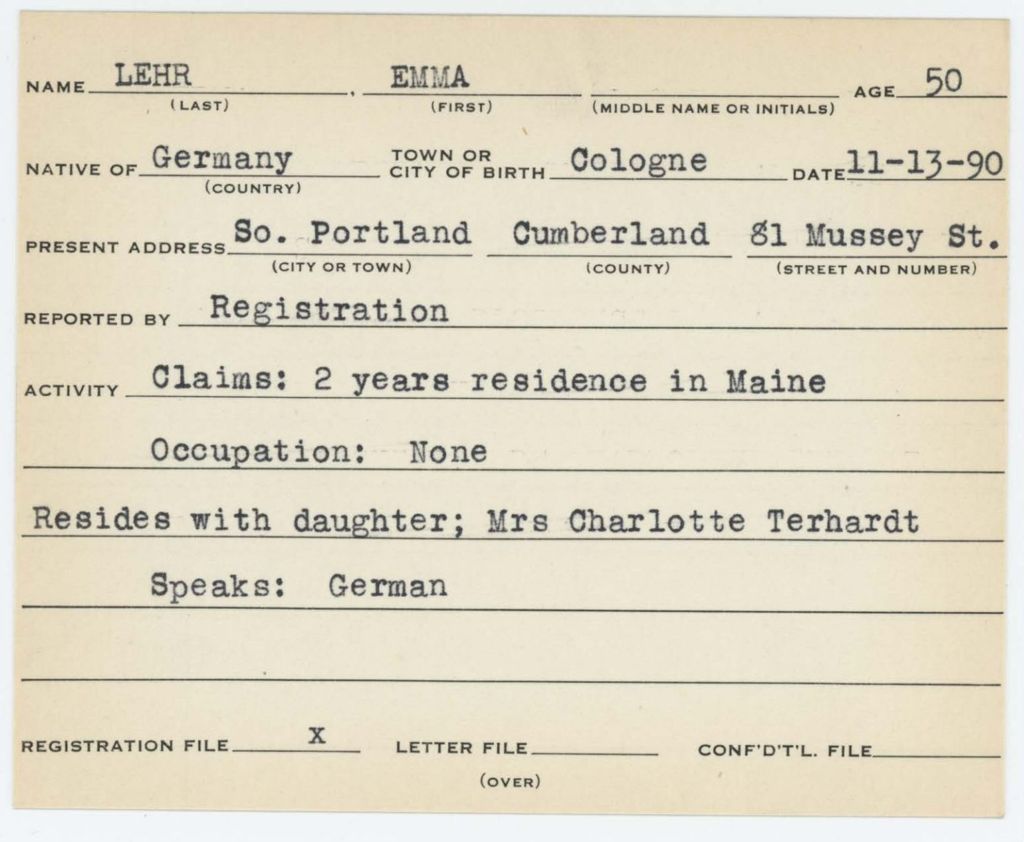 NAME LEHR , EMMA AGE 50
(LAST) (FIRST) (MIDDLE NAME OR INITIALS)
NATIVE OF Germany TOWN OR CITY OF BIRTH Cologne DATE 11-13-90
(COUNTRY)
PRESENT ADDRESS So. Portland Cumberland 81 Mussey St.
(CITY OR TOWN) (COUNTY) (STREET AND NUMBER)
REPORTED BY Registration
ACTIVITY Claims: 2 years residence in Maine
Occupation: None
Resides with daughter; Mrs Charlotte Terhardt
Speaks: German
REGISTRATION FILE x LETTER FILE CONF'D'T'L. FILE
(OVER)